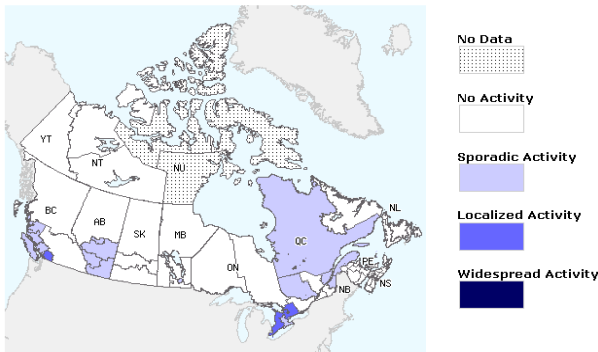 No Data
No Activity
Sporadic Activity
Localized Activity
Widespread Activity
YT
NT
NU
BC
AB
SK
MB
ON
QC
NL
PE
NB
NS